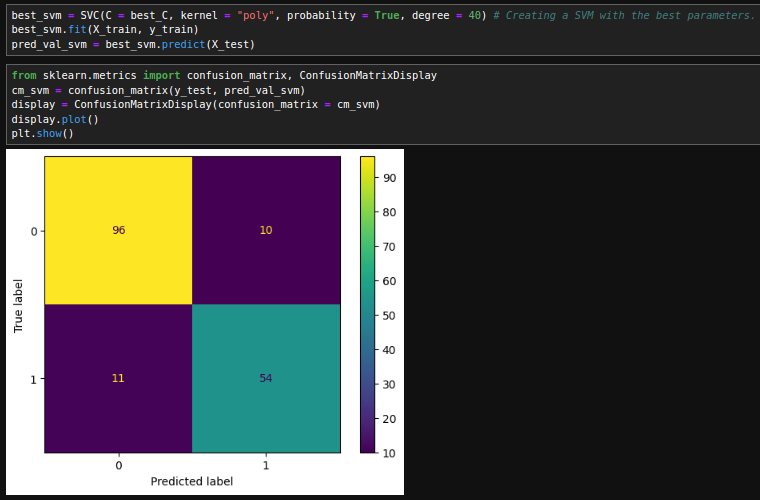 best_svm = SVC(C = best_C, kernel = "poly", probability = True, degree = 40) # Creating a SVM with the best parameters.
best_svm.fit(X_train, y_train)
pred_val_svm = best_svm.predict(X_test)
from sklearn.metrics import confusion_matrix, ConfusionMatrixDisplay
cm_svm = confusion_matrix(y_test, pred_val_svm)
display = ConfusionMatrixDisplay(confusion_matrix = cm_svm)
display.plot()
plt.show()
90
80
0
96
10
70
60
True label
50
40
1
11
54
30
20
10
0
1
Predicted label